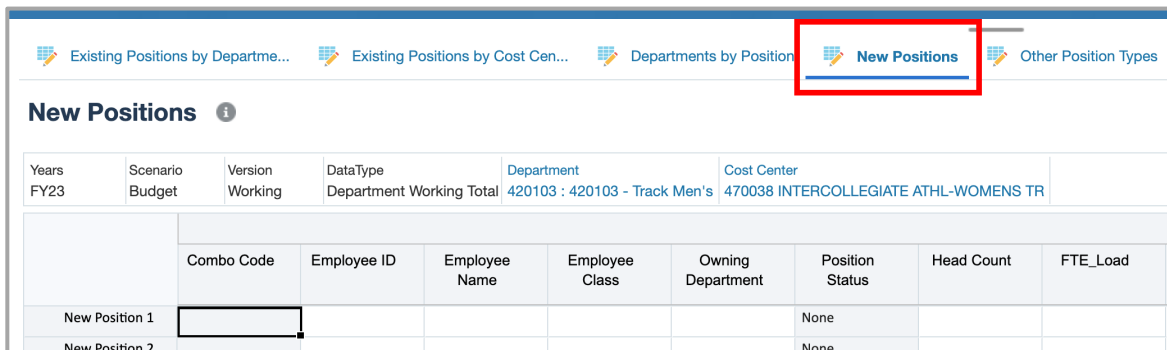 Existing Positions by Departme... Existing Positions by Cost Cen... Departments by Position New Positions Other Position Types
New Positions
Years Scenario Version DataType Department Cost Center
FY23 Budget Working Department Working Total 420103 : 420103 - Track Men's 470038 INTERCOLLEGIATE ATHL-WOMENS TR
Combo Code Employee ID Employee Employee Owning Position Head Count FTE_Load
Name Class Department Status
New Position 1 None
New Position 2 None